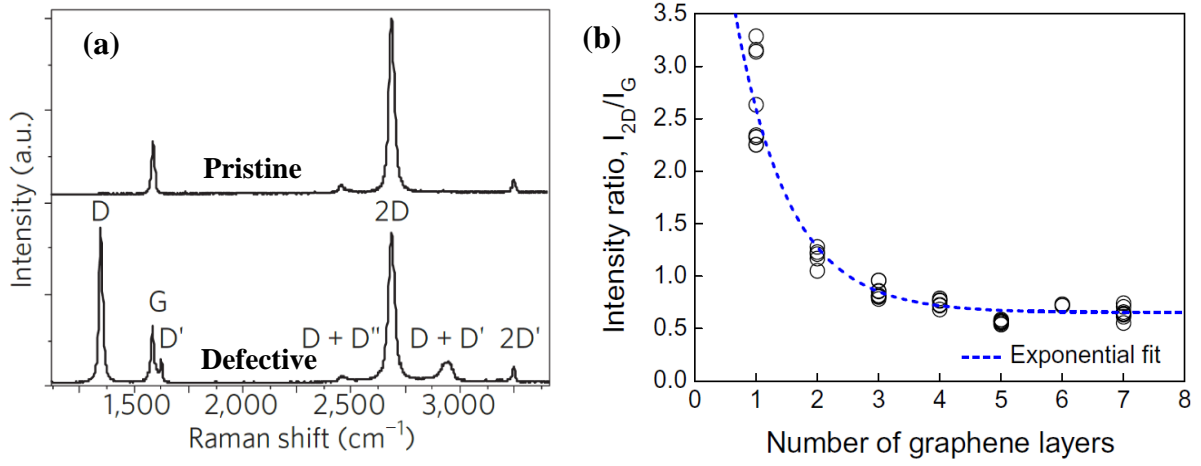 (a)
Intensity (a.u.)
Pristine
D
2D
G
D'
D + D"
D + D'
2D'
Defective
1,500 2,000 2,500 3,000
Raman shift (cm⁻¹)
(b)
Intensity ratio, I₂D/IG
3.5
3.0
2.5
2.0
1.5
1.0
0.5
0.0
Exponential fit
0 1 2 3 4 5 6 7 8
Number of graphene layers